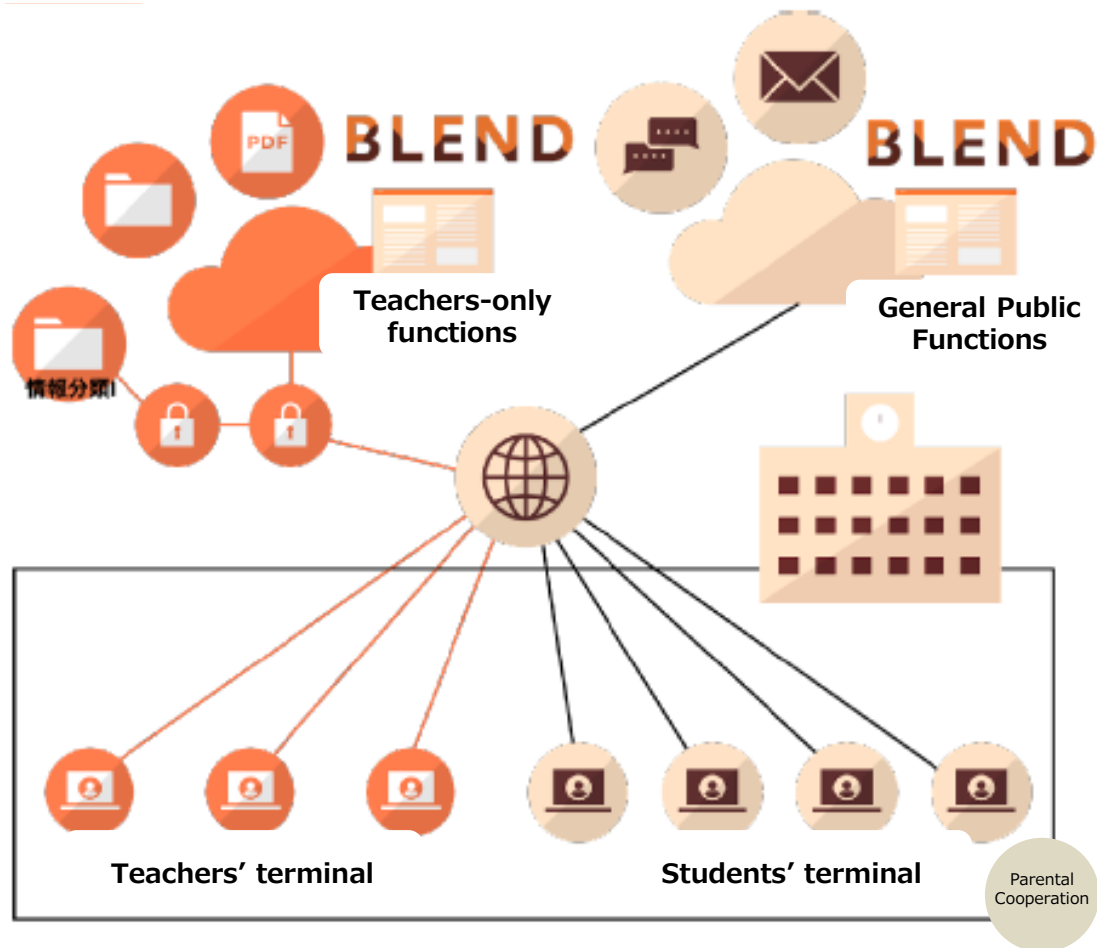 PDF
BLEND
BLEND
Teachers-only
functions
General Public
Functions
情報分類I
Teachers’ terminal
Students’ terminal
Parental
Cooperation